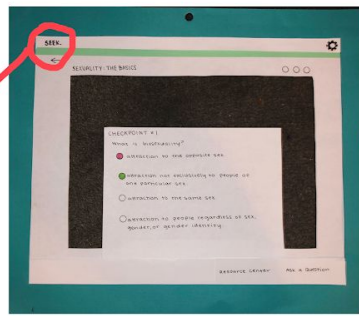 SEEK.
SEXUALITY: THE BASICS
CHECKPOINT #1
What is bisexuality?
attraction to the opposite sex.
attraction not exclusively to people of
one particular sex.
attraction to the same sex.
attraction to people regardless of sex,
gender, or gender identity.
RESOURCE CENTER ASK A QUESTION